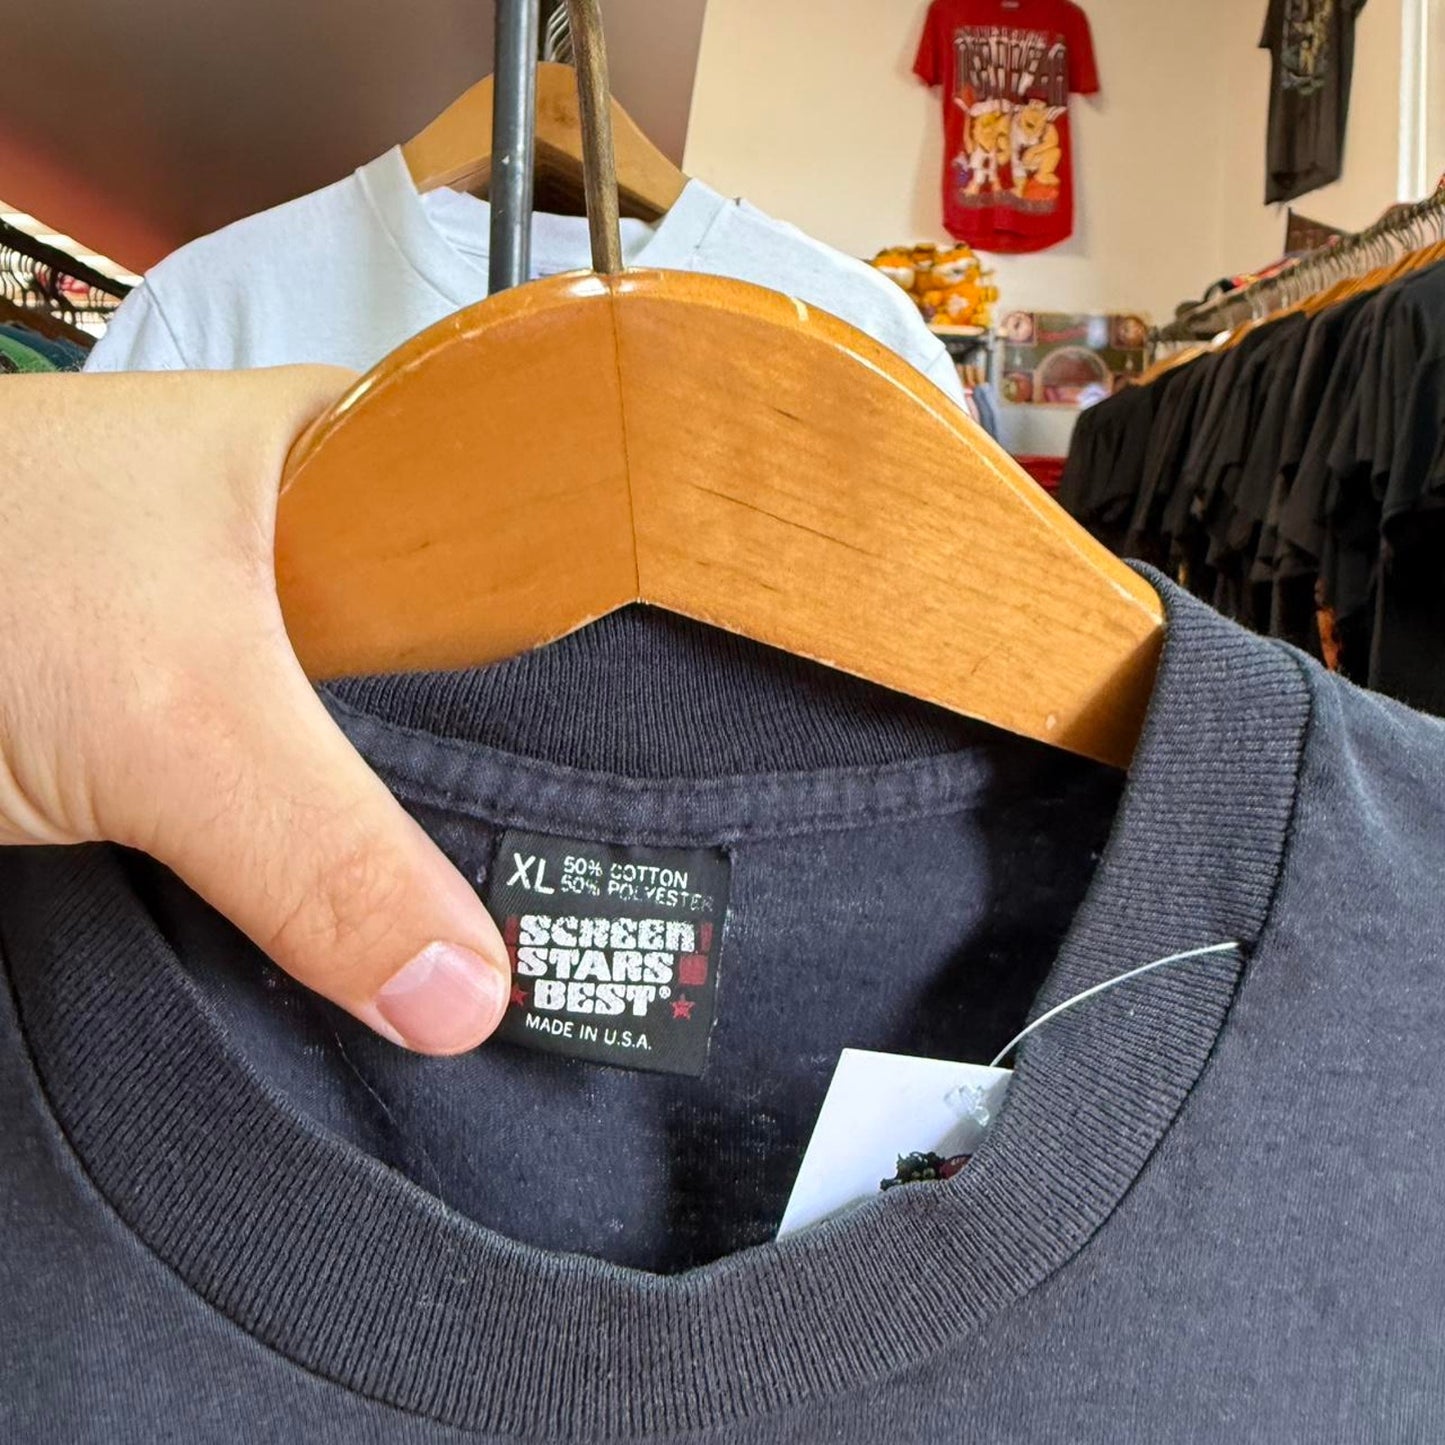 XL 50% COTTON
50% POLYESTER
SCREEN
STARS
BEST®
MADE IN U.S.A.